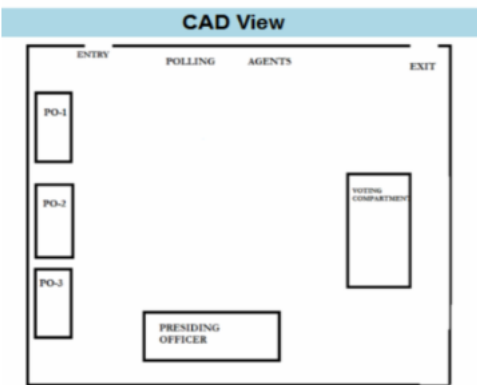 CAD View
ENTRY
POLLING AGENTS
EXIT
PO-1
PO-2
VOTING
COMPARTMENT
PO-3
PRESIDING
OFFICER